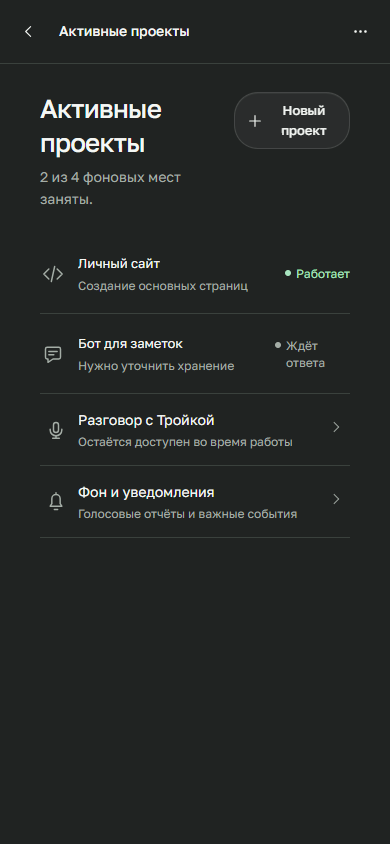 Активные проекты
Активные
проекты
Новый
проект
2 из 4 фоновых мест
заняты.
Личный сайт
Создание основных страниц
Работает
Бот для заметок
Нужно уточнить хранение
Ждёт
ответа
Разговор с Тройкой
Остаётся доступен во время работы
Фон и уведомления
Голосовые отчёты и важные события